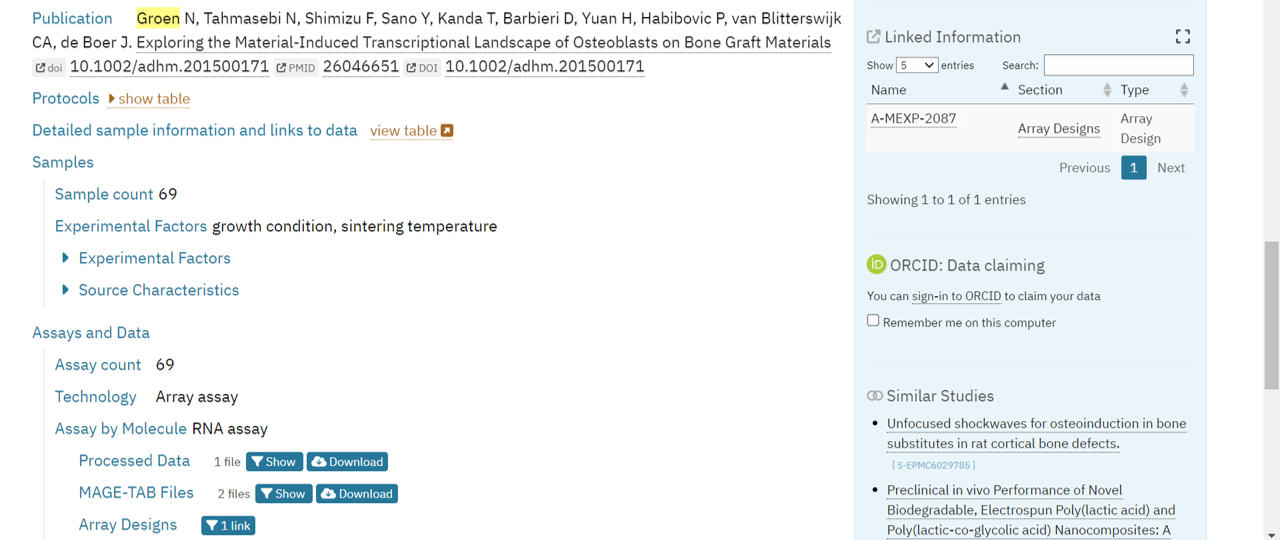 Publication Groen N, Tahmasebi N, Shimizu F, Sano Y, Kanda T, Barbieri D, Yuan H, Habibovic P, van Blitterswijk
CA, de Boer J. Exploring the Material-Induced Transcriptional Landscape of Osteoblasts on Bone Graft Materials
doi 10.1002/adhm.201500171 PMID 26046651 DOI 10.1002/adhm.201500171
Protocols show table
Detailed sample information and links to data view table
Samples
Sample count 69
Experimental Factors growth condition, sintering temperature
Experimental Factors
Source Characteristics
Assays and Data
Assay count 69
Technology Array assay
Assay by Molecule RNA assay
Processed Data 1 file Show Download
MAGE-TAB Files 2 files Show Download
Array Designs 1 link
Linked Information
Show 5 entries Search:
Name Section Type
A-MEXP-2087 Array Designs Array
Design
Previous 1 Next
Showing 1 to 1 of 1 entries
iD ORCID: Data claiming
You can sign-in to ORCID to claim your data
Remember me on this computer
Similar Studies
Unfocused shockwaves for osteoinduction in bone
substitutes in rat cortical bone defects.
[S-EPMC6029785]
Preclinical in vivo Performance of Novel
Biodegradable, Electrospun Poly(lactic acid) and
Poly(lactic-co-glycolic acid) Nanocomposites: A